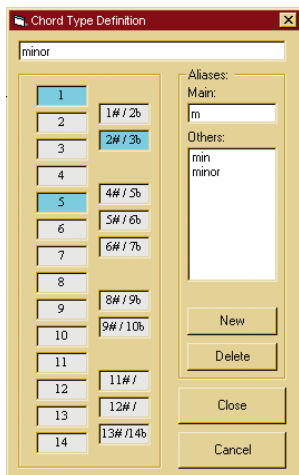 Chord Type Definition
minor
1
2
3
4
5
6
7
8
9
10
11
12
13
14
1# / 2b
2# / 3b
4# / 5b
5# / 6b
6# / 7b
8# / 9b
9# / 10b
11# /
12# /
13# /14b
Aliases:
Main:
m
Others:
min
minor
New
Delete
Close
Cancel